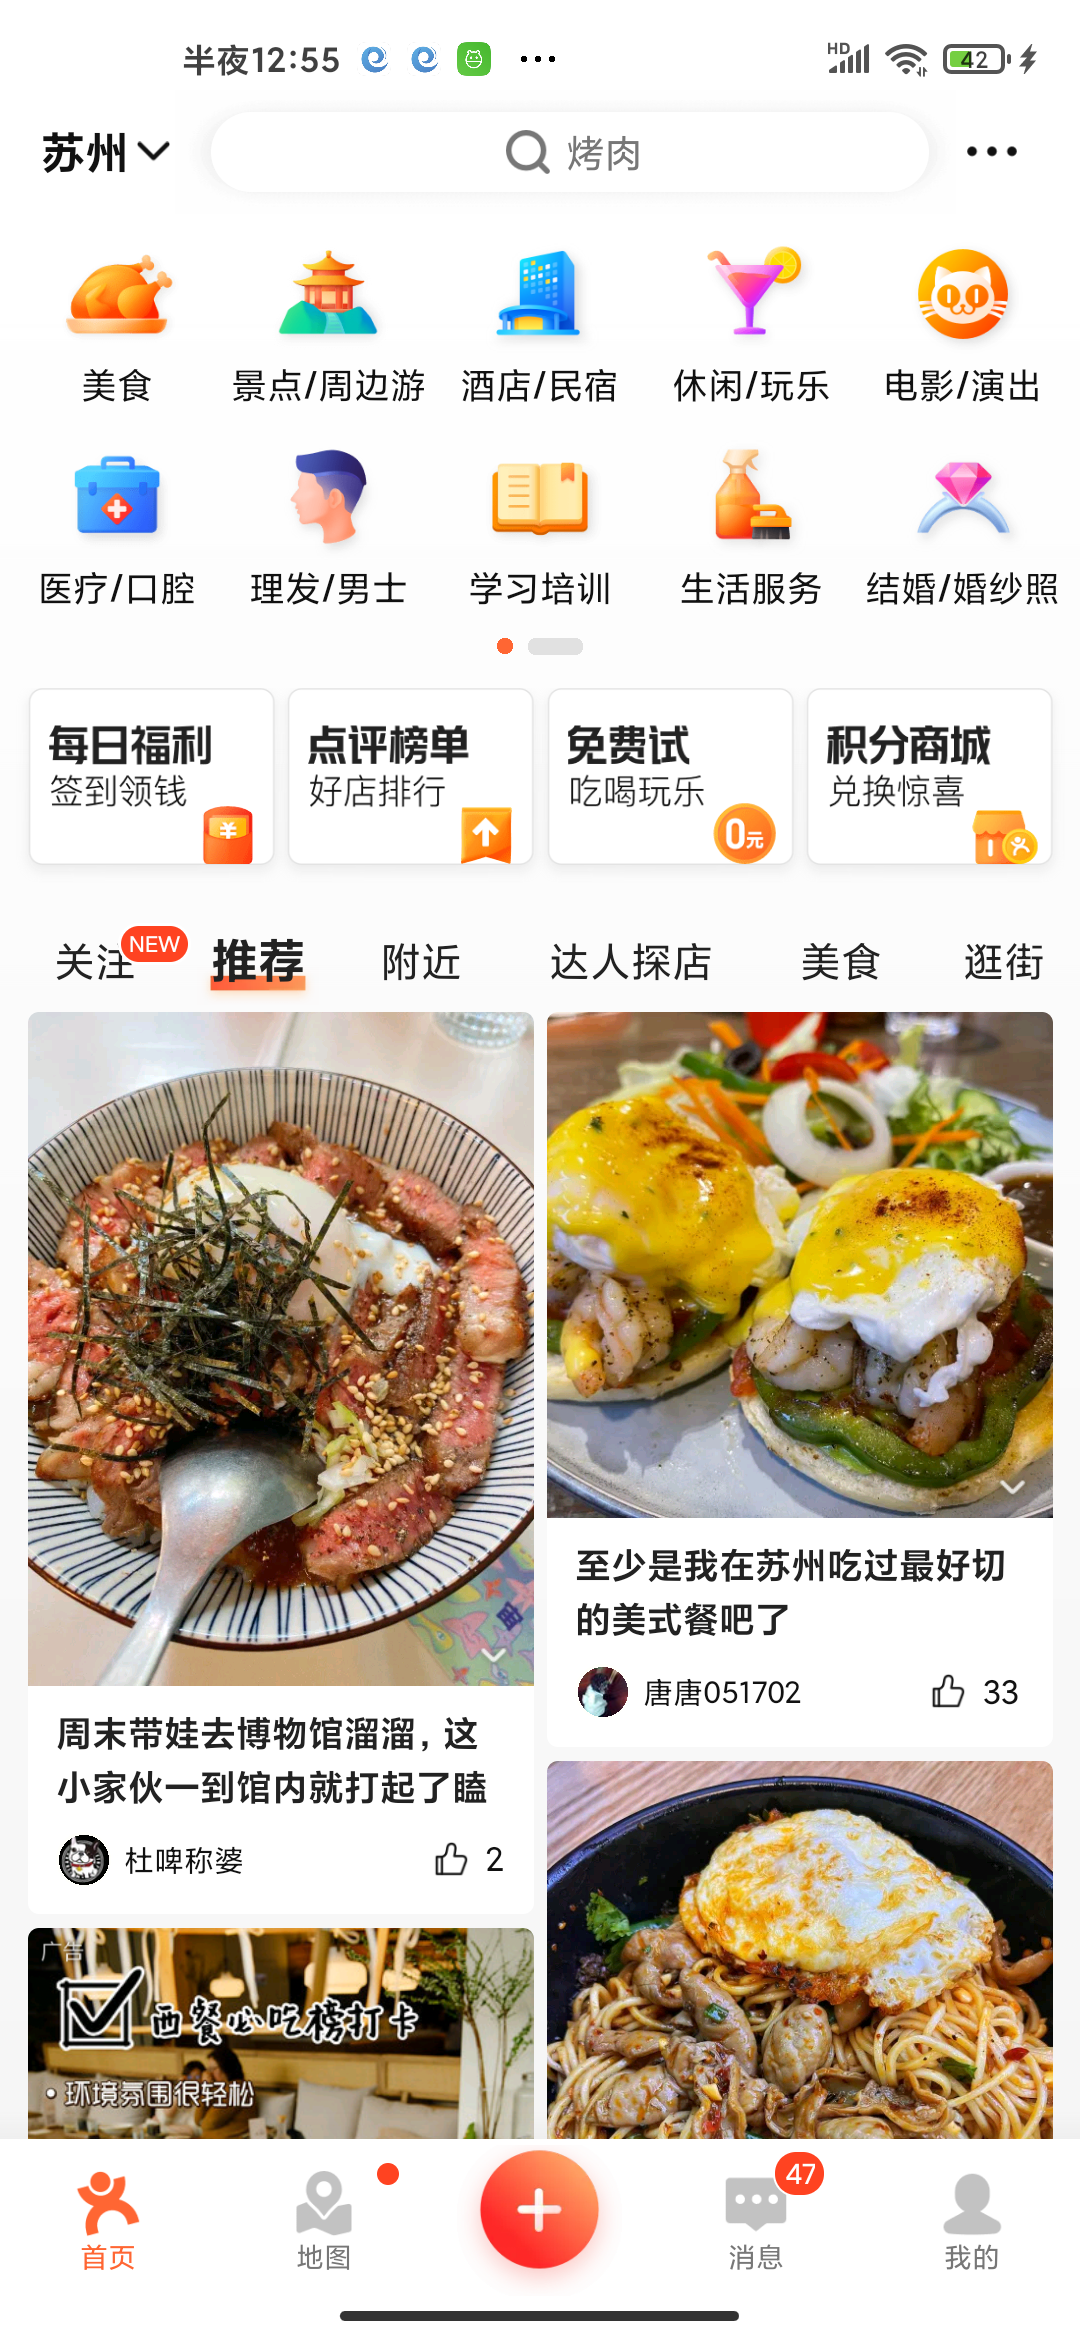 半夜12:55
HD
42
苏州
烤肉
美食
景点/周边游
酒店/民宿
休闲/玩乐
电影/演出
医疗/口腔
理发/男士
学习培训
生活服务
结婚/婚纱照
每日福利
签到领钱
点评榜单
好店排行
免费试
吃喝玩乐
0元
积分商城
兑换惊喜
关注
NEW
推荐
附近
达人探店
美食
逛街
至少是我在苏州吃过最好切
的美式餐吧了
唐唐051702
33
周末带娃去博物馆溜溜，这
小家伙一到馆内就打起了瞌
杜啤称婆
2
广告
西餐必吃榜打卡
•环境氛围很轻松
首页
地图
47
消息
我的